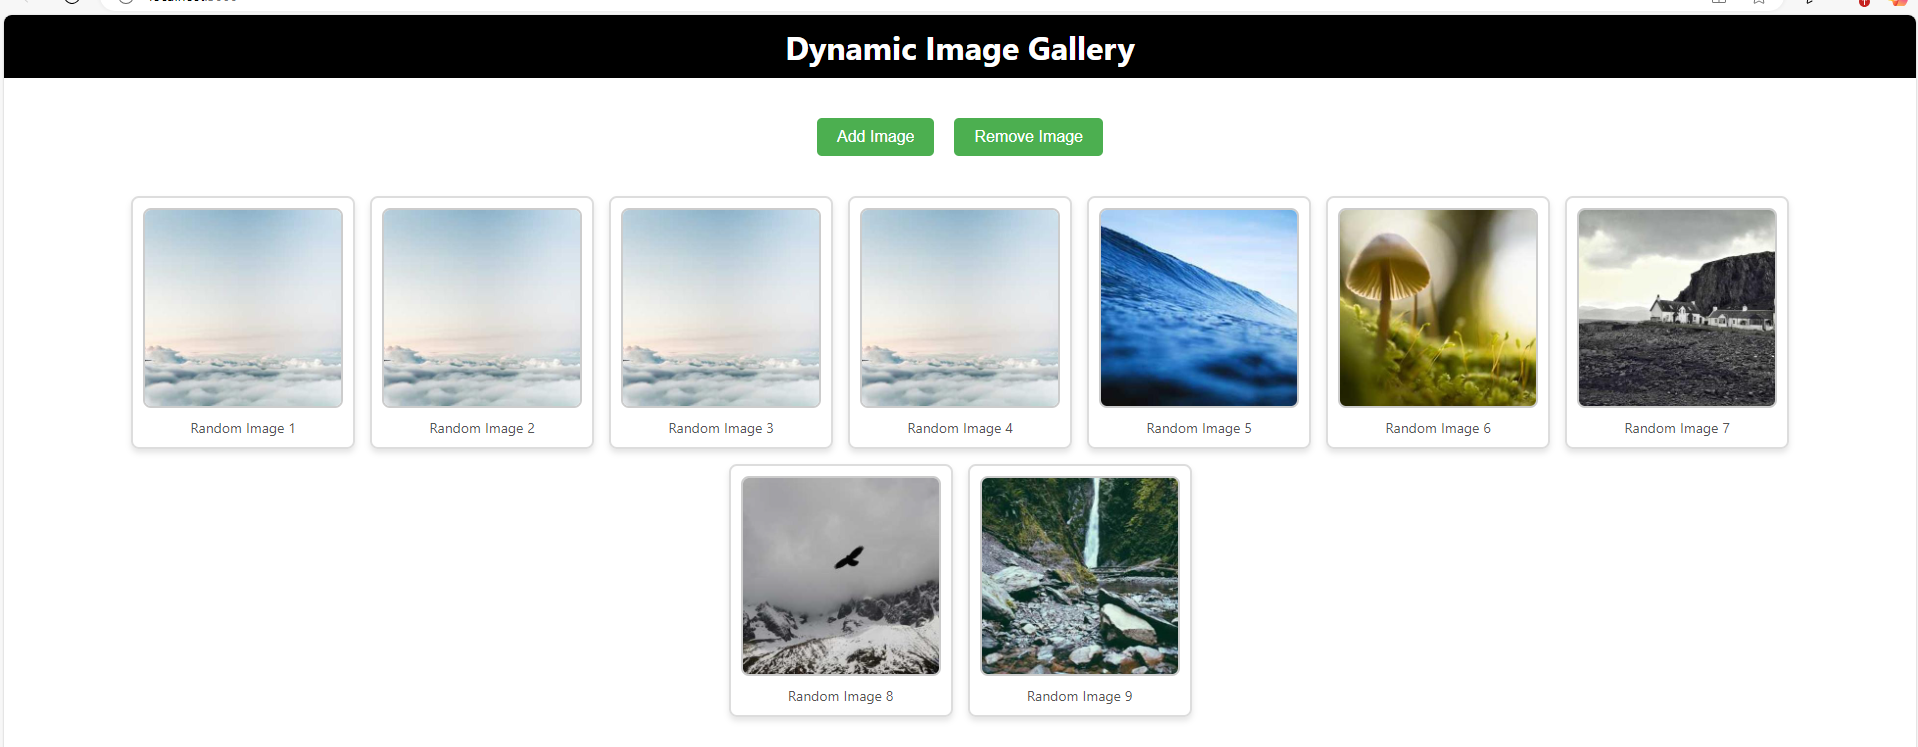 Dynamic Image Gallery
Add Image
Remove Image
Random Image 1
Random Image 2
Random Image 3
Random Image 4
Random Image 5
Random Image 6
Random Image 7
Random Image 8
Random Image 9